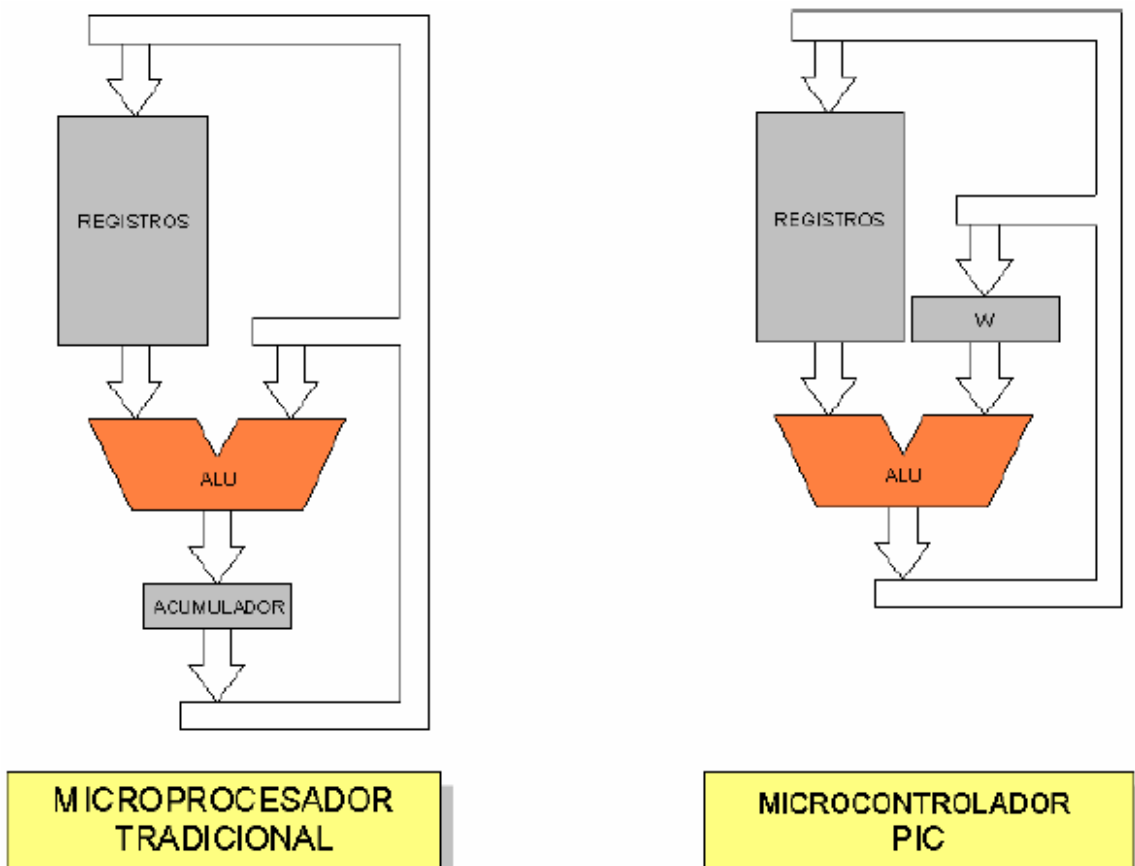 REGISTROS
ALU
ACUMULADOR
MICROPROCESADOR
TRADICIONAL
REGISTROS
W
ALU
MICROCONTROLADOR
PIC